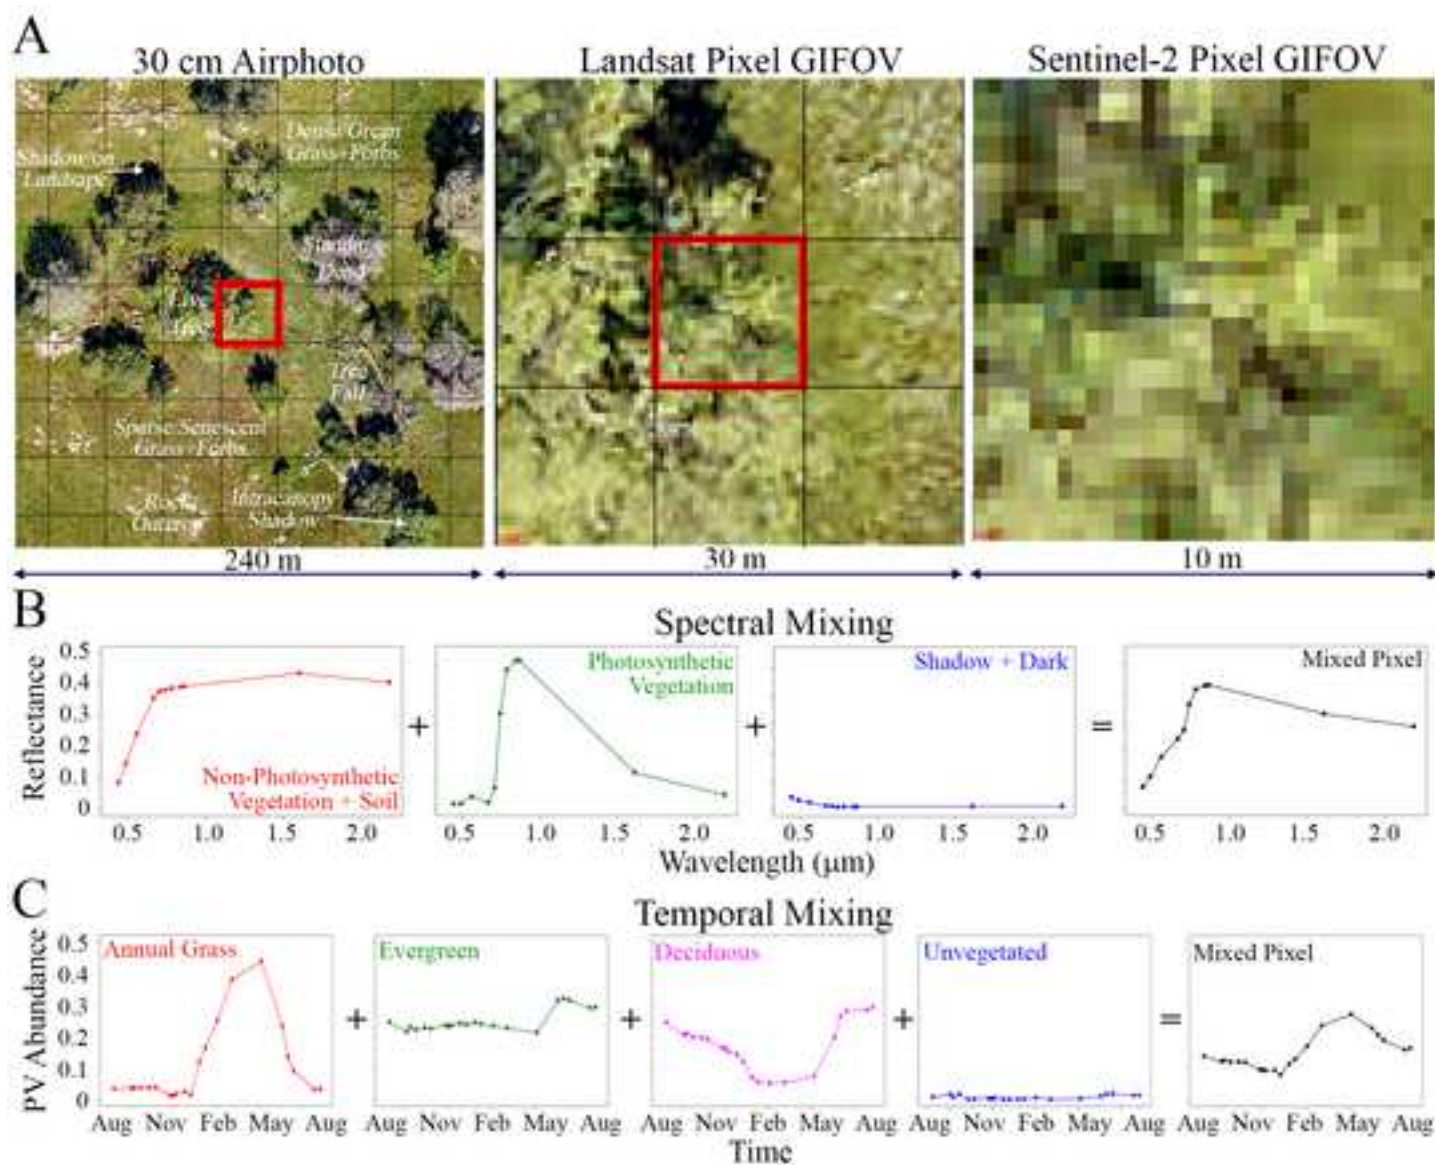 A
30 cm Airphoto
Landsat Pixel GIFOV
Sentinel-2 Pixel GIFOV
Dense Green
Grass+Forbs
Shadow on
Landscape
Standing
Dead
Live
Tree
Tree
Fall
Sparse/Senescent
Grass+Forbs
Rocky
Outcrop
Intracanopy
Shadow
240 m
30 m
10 m
B
Spectral Mixing
Reflectance
0.5
0.4
0.3
0.2
0.1
0
Non-Photosynthetic
Vegetation + Soil
+
Photosynthetic
Vegetation
+
Shadow + Dark
=
Mixed Pixel
0.5 1.0 1.5 2.0
0.5 1.0 1.5 2.0
0.5 1.0 1.5 2.0
0.5 1.0 1.5 2.0
Wavelength (μm)
C
Temporal Mixing
PV Abundance
0.5
0.4
0.3
0.2
0.1
0
Annual Grass
+
Evergreen
+
Deciduous
+
Unvegetated
=
Mixed Pixel
Aug Nov Feb May Aug
Aug Nov Feb May Aug
Aug Nov Feb May Aug
Aug Nov Feb May Aug
Aug Nov Feb May Aug
Time